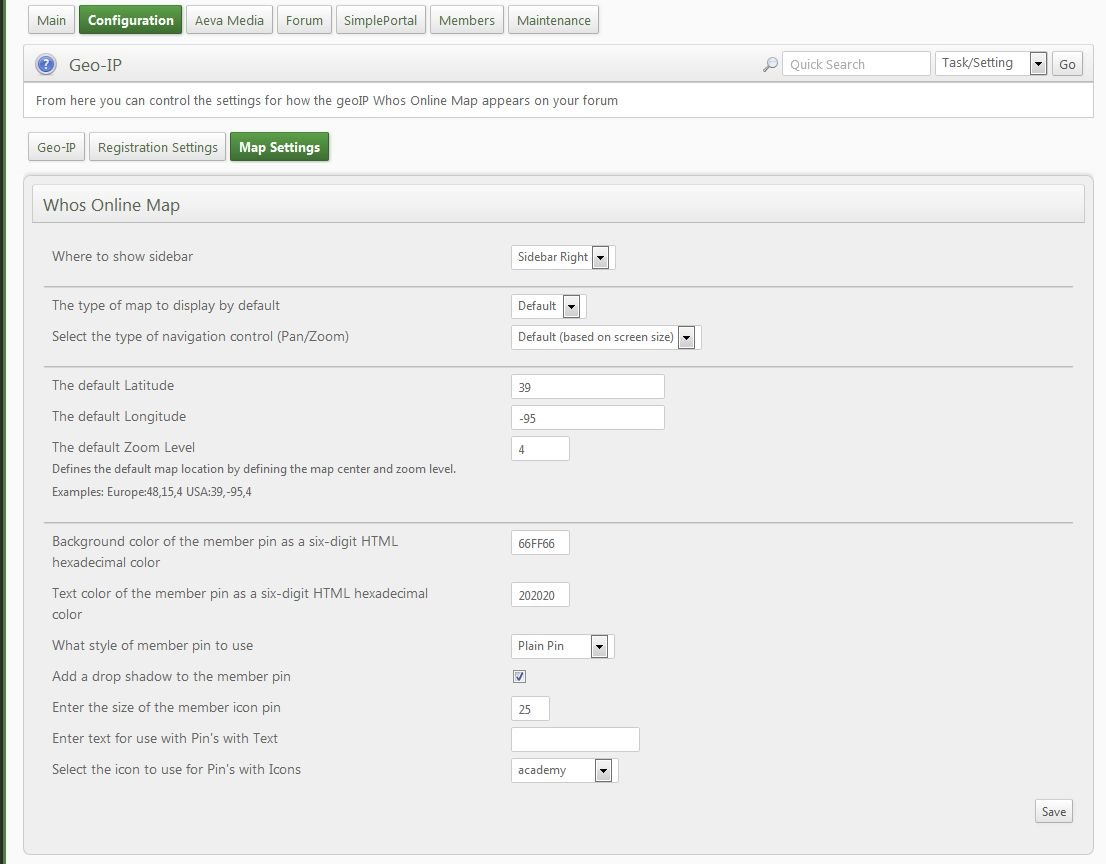 Main Configuration Aeva Media Forum SimplePortal Members Maintenance
? Geo-IP Quick Search Task/Setting Go
From here you can control the settings for how the geoIP Whos Online Map appears on your forum
Geo-IP Registration Settings Map Settings
Whos Online Map
Where to show sidebar Sidebar Right
The type of map to display by default Default
Select the type of navigation control (Pan/Zoom) Default (based on screen size)
The default Latitude 39
The default Longitude -95
The default Zoom Level 4
Defines the default map location by defining the map center and zoom level.
Examples: Europe:48,15,4 USA:39,-95,4
Background color of the member pin as a six-digit HTML 66FF66
hexadecimal color
Text color of the member pin as a six-digit HTML hexadecimal 202020
color
What style of member pin to use Plain Pin
Add a drop shadow to the member pin
Enter the size of the member icon pin 25
Enter text for use with Pin's with Text
Select the icon to use for Pin's with Icons academy
Save